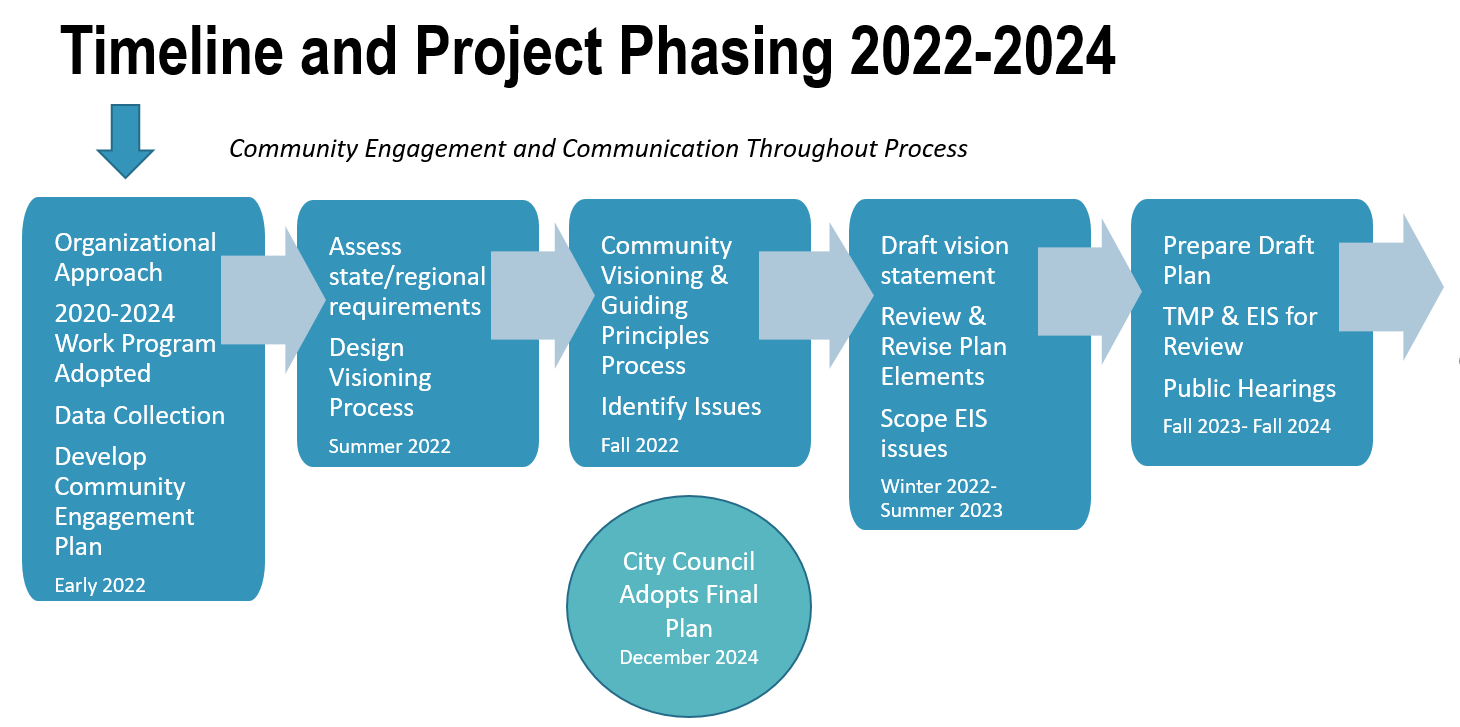 Timeline and Project Phasing 2022-2024
Community Engagement and Communication Throughout Process
Organizational
Approach
2020-2024
Work Program
Adopted
Data Collection
Develop
Community
Engagement
Plan
Early 2022
Assess
state/regional
requirements
Design
Visioning
Process
Summer 2022
Community
Visioning &
Guiding
Principles
Process
Identify Issues
Fall 2022
Draft vision
statement
Review &
Revise Plan
Elements
Scope EIS
issues
Winter 2022-
Summer 2023
Prepare Draft
Plan
TMP & EIS for
Review
Public Hearings
Fall 2023- Fall 2024
City Council
Adopts Final
Plan
December 2024